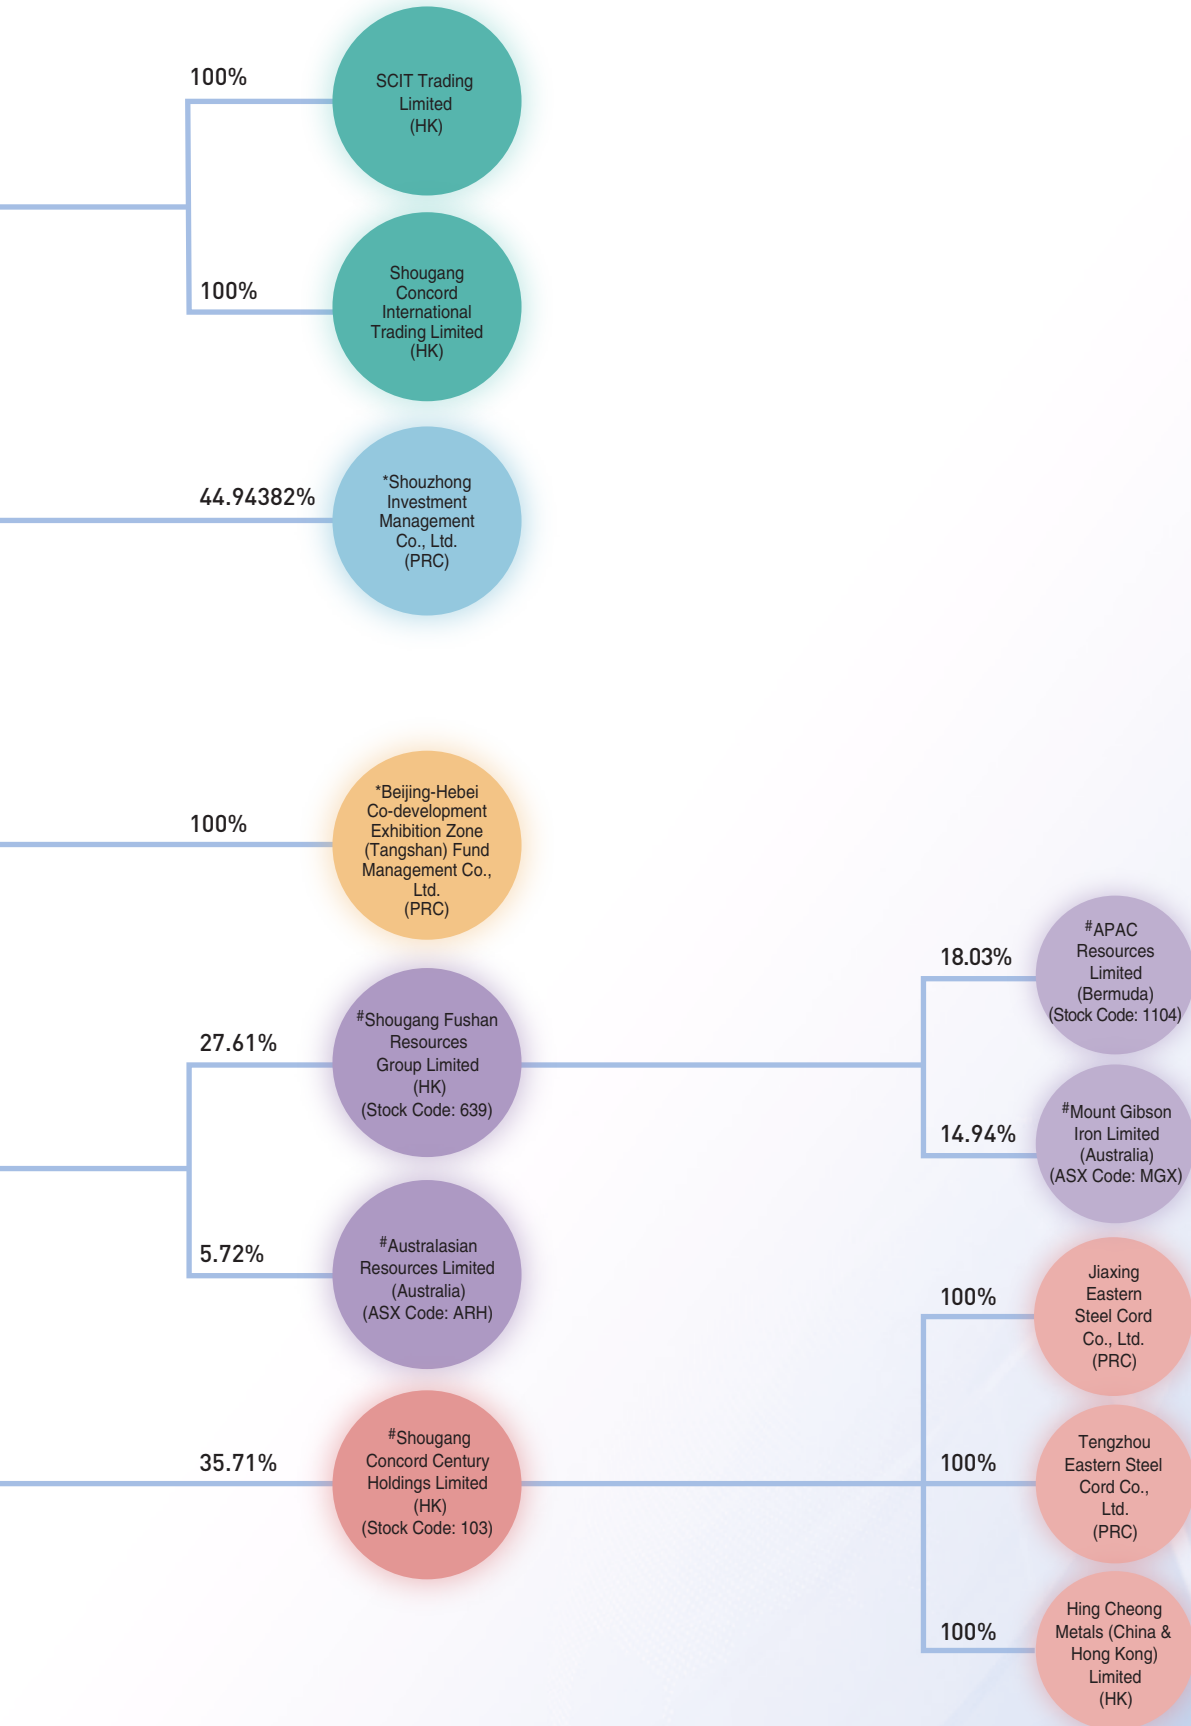 100%
SCIT Trading
Limited
(HK)
100%
Shougang
Concord
International
Trading Limited
(HK)
44.94382%
*Shouzhong
Investment
Management
Co., Ltd.
(PRC)
100%
*Beijing-Hebei
Co-development
Exhibition Zone
(Tangshan) Fund
Management Co.,
Ltd.
(PRC)
27.61%
#Shougang Fushan
Resources
Group Limited
(HK)
(Stock Code: 639)
18.03%
#APAC
Resources
Limited
(Bermuda)
(Stock Code: 1104)
14.94%
#Mount Gibson
Iron Limited
(Australia)
(ASX Code: MGX)
5.72%
#Australasian
Resources Limited
(Australia)
(ASX Code: ARH)
35.71%
#Shougang
Concord Century
Holdings Limited
(HK)
(Stock Code: 103)
100%
Jiaxing
Eastern
Steel Cord
Co., Ltd.
(PRC)
100%
Tengzhou
Eastern Steel
Cord Co.,
Ltd.
(PRC)
100%
Hing Cheong
Metals (China &
Hong Kong)
Limited
(HK)